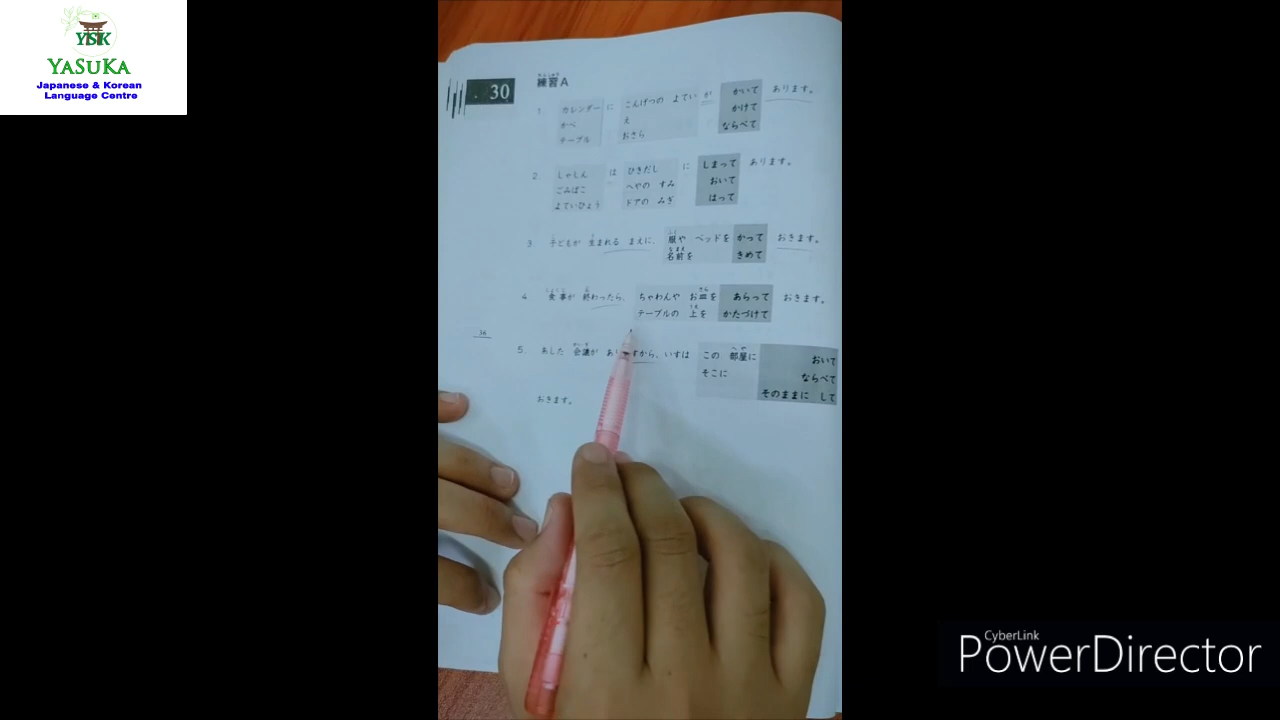 YSK
YASUKA
Japanese & Korean
Language Centre
30
練習A
れんしゅう
1. カレンダー に こんげつの よてい が かいて あります。
かべ え かけて
テーブル おさら ならべて
2. しゃしん は ひきだし に しまって あります。
ごみばこ へやの すみ おいて
よていひょう ドアの みぎ はって
3. 子どもが 生まれる まえに、 服や ベッドを かって おきます。
名前を きめて
4. 食事が 終わったら、 ちゃわんや お皿を あらって おきます。
テーブルの 上を かたづけて
36
5. あした 会議が あ すから、いすは この 部屋に おいて
そこに ならべて
そのままに して
おきます。
CyberLink
PowerDirector